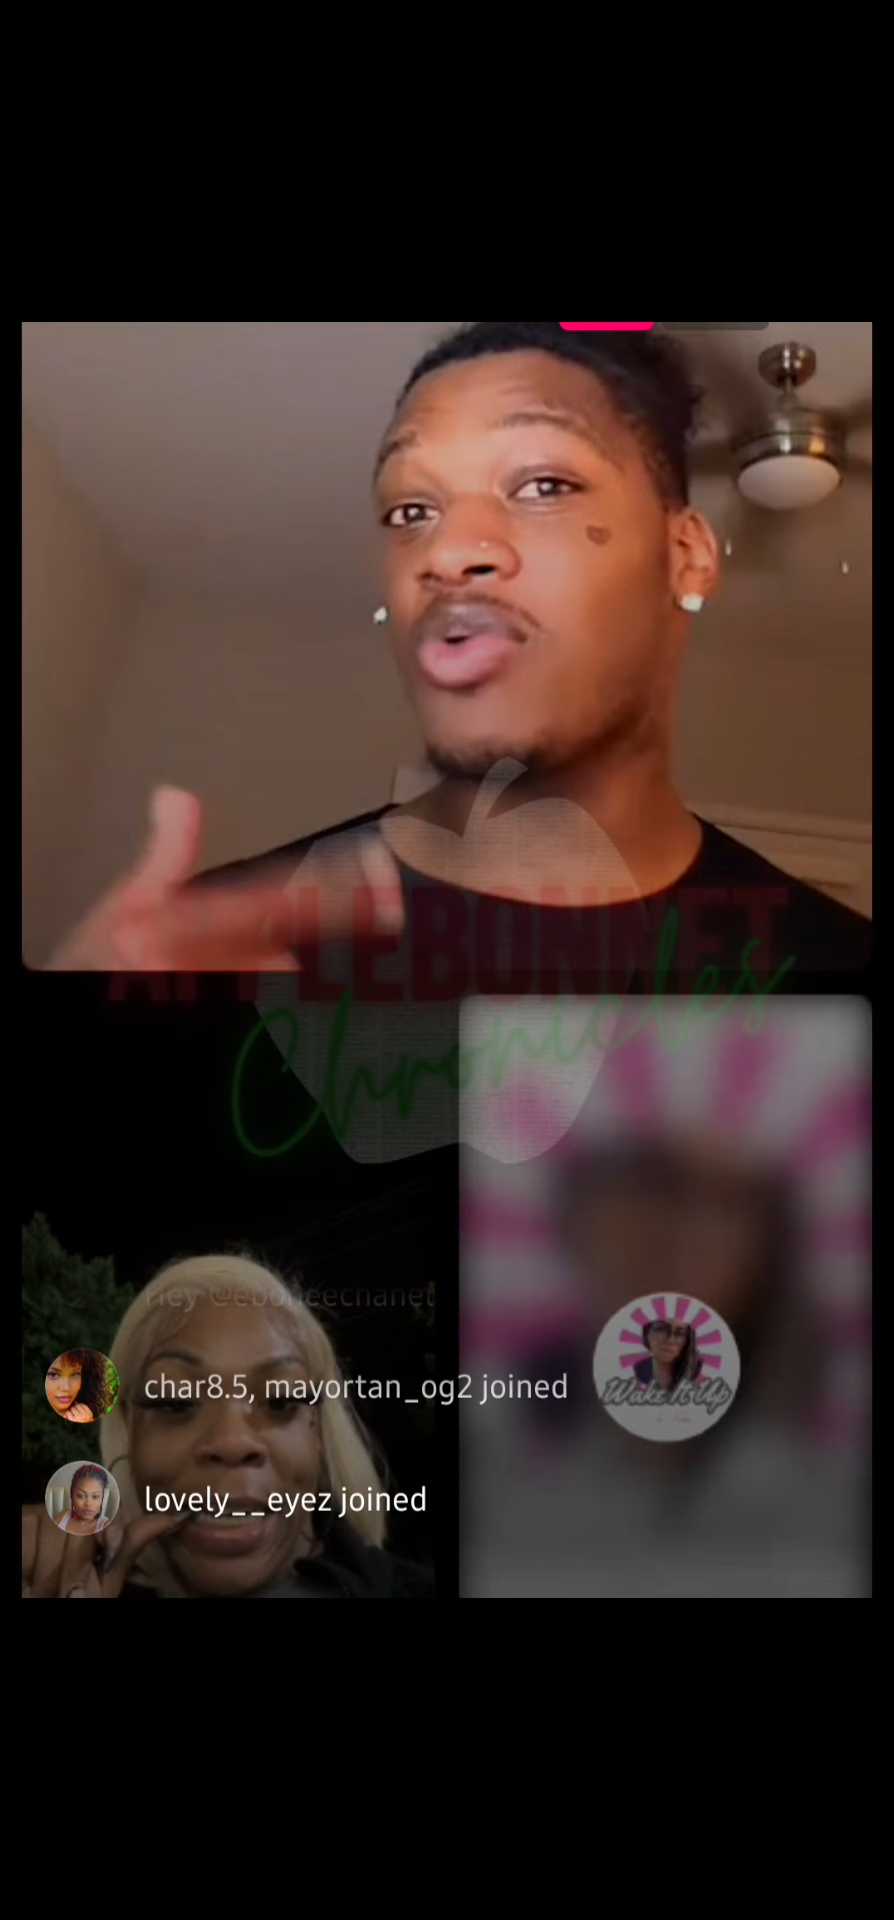 APPLEBONNET
Chronicles
Hey @eboneechanel
char8.5, mayortan_og2 joined
Wake It Up
lovely__eyez joined